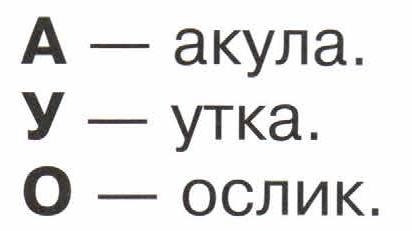 А — акула.
У — утка.
О — ослик.